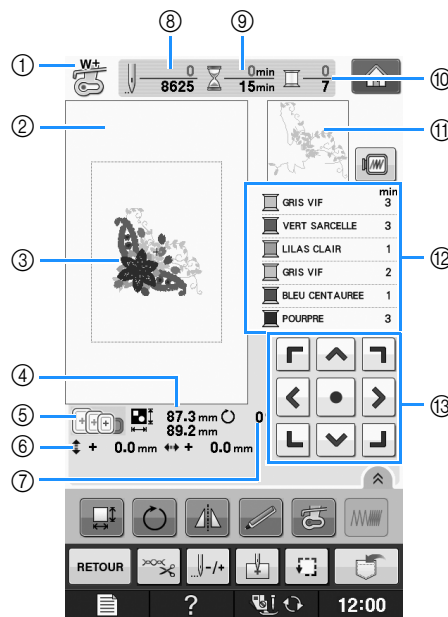 ⑧ ⑨
① W± 0 0min 0 ⑩
8625 15min 7
② ⑪
min
GRIS VIF 3
VERT SARCELLE 3
LILAS CLAIR 1
⑫
③
GRIS VIF 2
BLEU CENTAUREE 1
POURPRE 3
④
⑤ 87.3 mm 0
89.2 mm
⑬
⑥ + 0.0 mm + 0.0 mm
⑦
RETOUR -/+
? 12:00